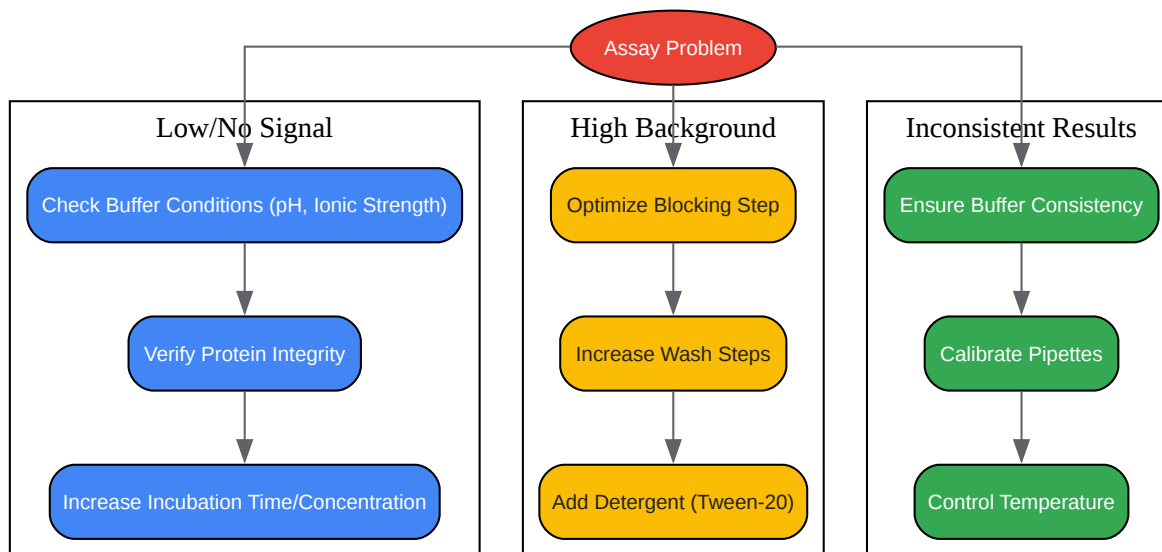 Assay Problem
Low/No Signal
High Background
Inconsistent Results
Check Buffer Conditions (pH, Ionic Strength)
Optimize Blocking Step
Ensure Buffer Consistency
Verify Protein Integrity
Increase Wash Steps
Calibrate Pipettes
Increase Incubation Time/Concentration
Add Detergent (Tween-20)
Control Temperature